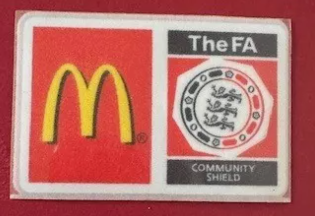 The FA
COMMUNITY
SHIELD